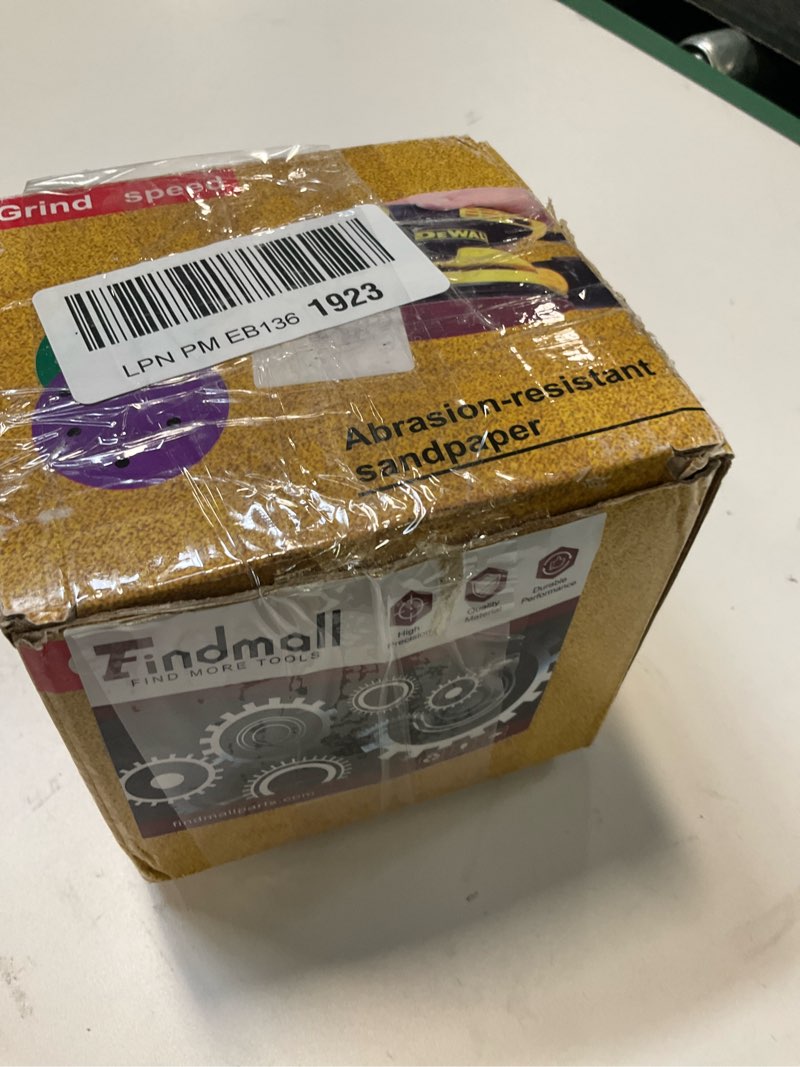 Grind speed
DEWAL
LPN PM EB136 1923
Abrasion-resistant
sandpaper
Findmall
FIND MORE TOOLS
High
Precision
Quality
Material
Durable
Performance
findmallparts.com